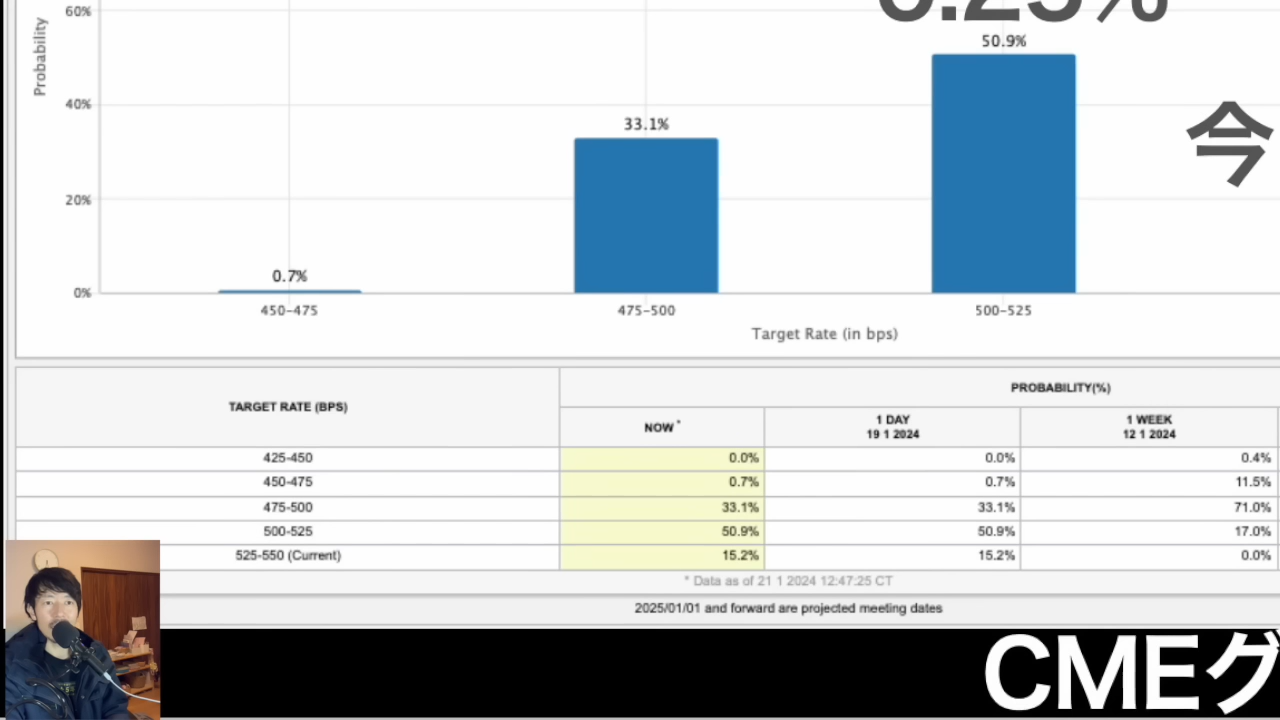 60%
Probability
50.9%
40%
33.1%
今
20%
0.7%
0%
450-475
475-500
500-525
Target Rate (in bps)
TARGET RATE (BPS)
PROBABILITY(%)
NOW *
1 DAY
19 1 2024
1 WEEK
12 1 2024
425-450 0.0% 0.0% 0.4%
450-475 0.7% 0.7% 11.5%
475-500 33.1% 33.1% 71.0%
500-525 50.9% 50.9% 17.0%
525-550 (Current) 15.2% 15.2% 0.0%
* Data as of 21 1 2024 12:47:25 CT
2025/01/01 and forward are projected meeting dates
CMEグ